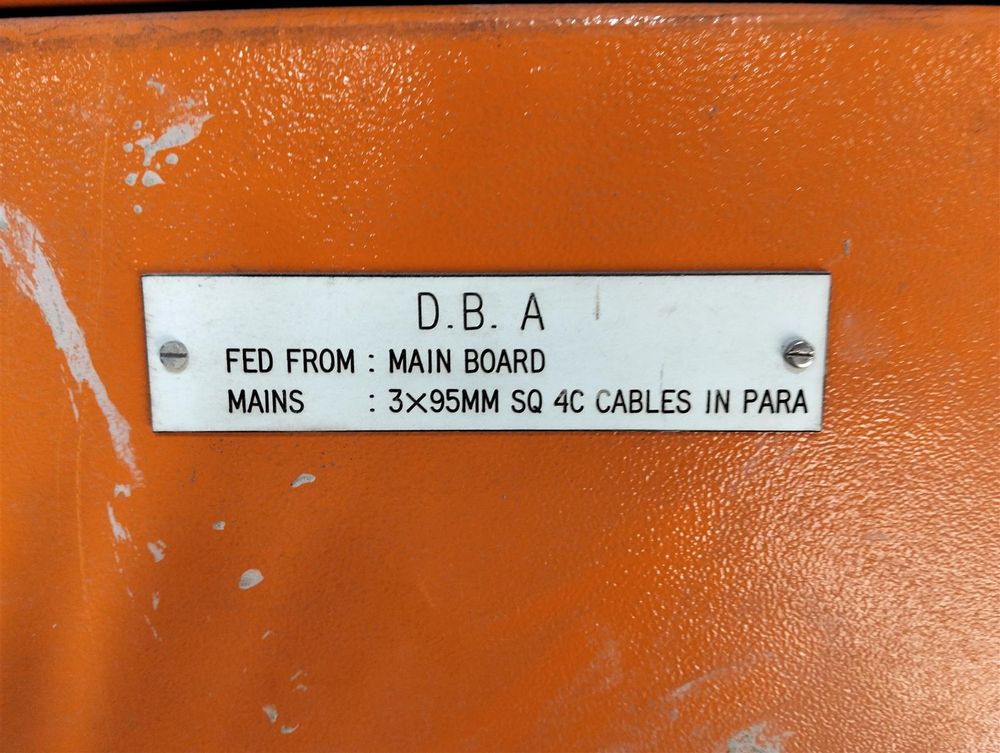 D.B. A
FED FROM : MAIN BOARD
MAINS : 3×95MM SQ 4C CABLES IN PARA